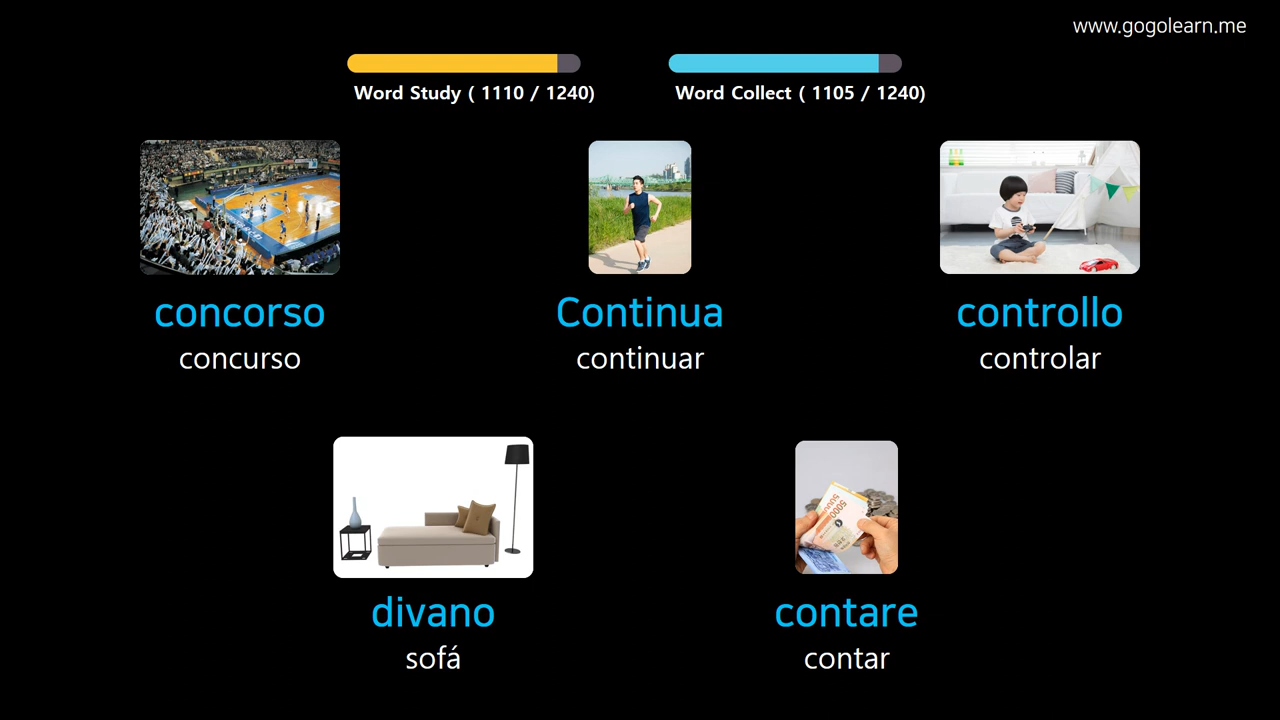 www.gogolearn.me
Word Study ( 1110 / 1240)
Word Collect ( 1105 / 1240)
concorso
concurso
Continua
continuar
controllo
controlar
divano
sofá
contare
contar